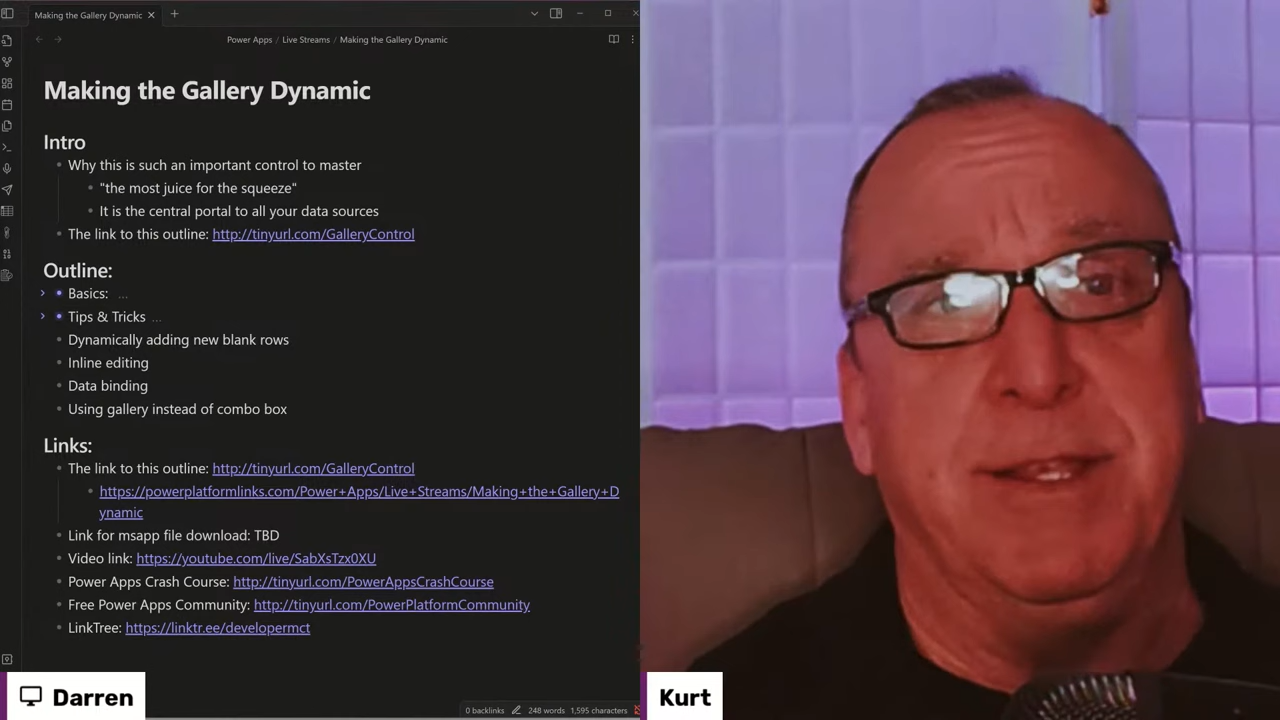 Making the Gallery Dynamic
Power Apps / Live Streams / Making the Gallery Dynamic
Making the Gallery Dynamic
Intro
Why this is such an important control to master
"the most juice for the squeeze"
It is the central portal to all your data sources
The link to this outline: http://tinyurl.com/GalleryControl
Outline:
Basics: ...
Tips & Tricks ...
Dynamically adding new blank rows
Inline editing
Data binding
Using gallery instead of combo box
Links:
The link to this outline: http://tinyurl.com/GalleryControl
https://powerplatformlinks.com/Power+Apps/Live+Streams/Making+the+Gallery+D
ynamic
Link for msapp file download: TBD
Video link: https://youtube.com/live/SabXsTzx0XU
Power Apps Crash Course: http://tinyurl.com/PowerAppsCrashCourse
Free Power Apps Community: http://tinyurl.com/PowerPlatformCommunity
LinkTree: https://linktr.ee/developermct
0 backlinks 248 words 1,595 characters
Darren
Kurt